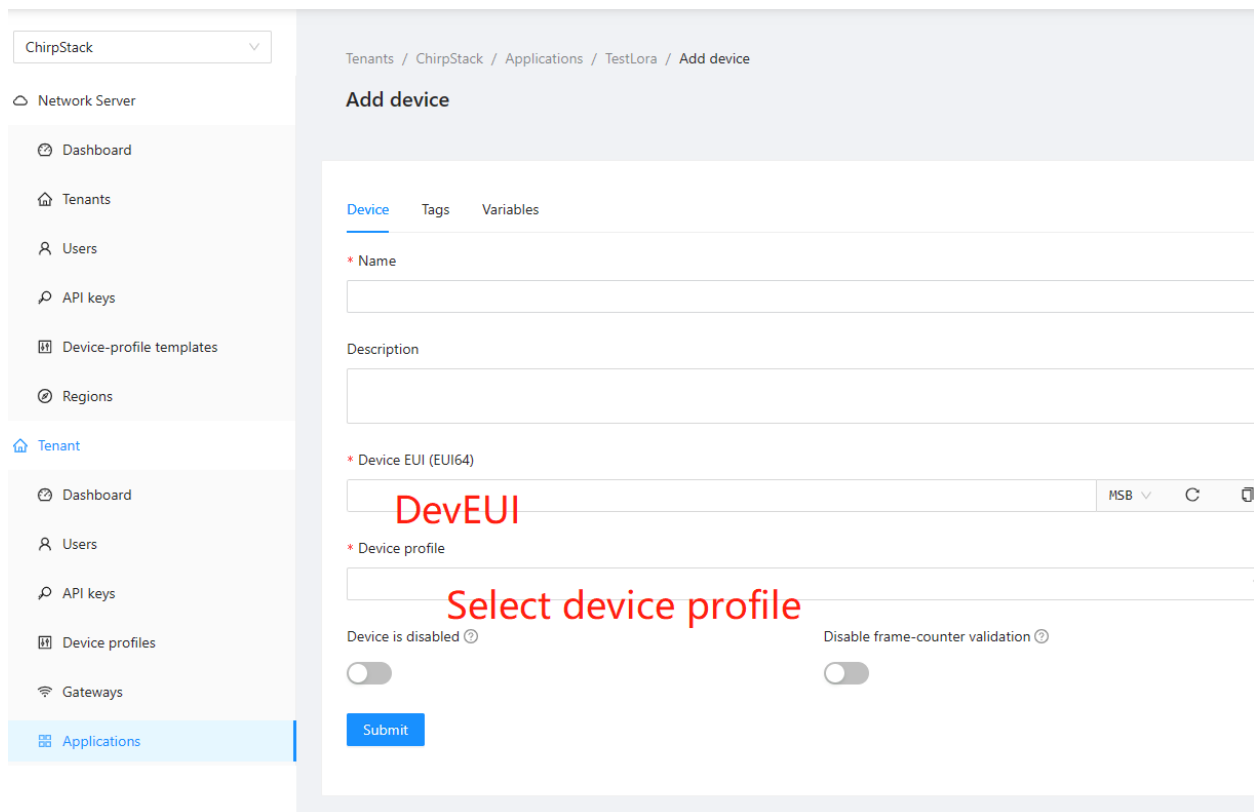 ChirpStack
Network Server
Dashboard
Tenants
Users
API keys
Device-profile templates
Regions
Tenant
Dashboard
Users
API keys
Device profiles
Gateways
Applications
Tenants / ChirpStack / Applications / TestLora / Add device
Add device
Device Tags Variables
* Name
Description
* Device EUI (EUI64)
DevEUI
MSB
* Device profile
Select device profile
Device is disabled
Disable frame-counter validation
Submit